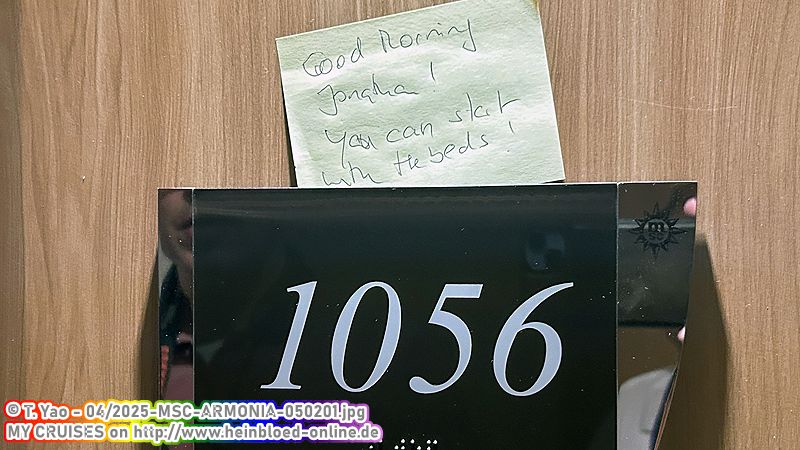 Good Morning
Jonathan!
You can start
with the beds!
MSC
1056
© T. Yao - 04/2025-MSC-ARMONIA-050201.jpg
MY CRUISES on http://www.heinbloed-online.de